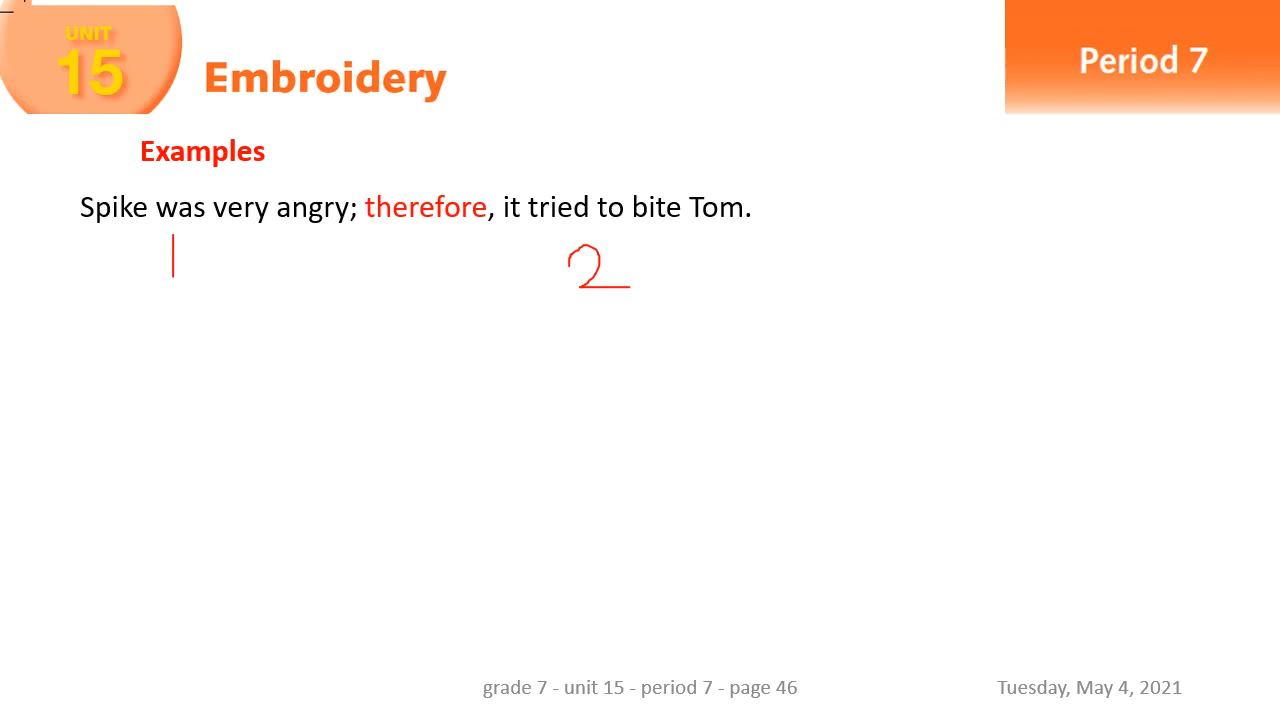 UNIT
15
Embroidery
Period 7
Examples
Spike was very angry; therefore, it tried to bite Tom.
1 2
grade 7 - unit 15 - period 7 - page 46
Tuesday, May 4, 2021